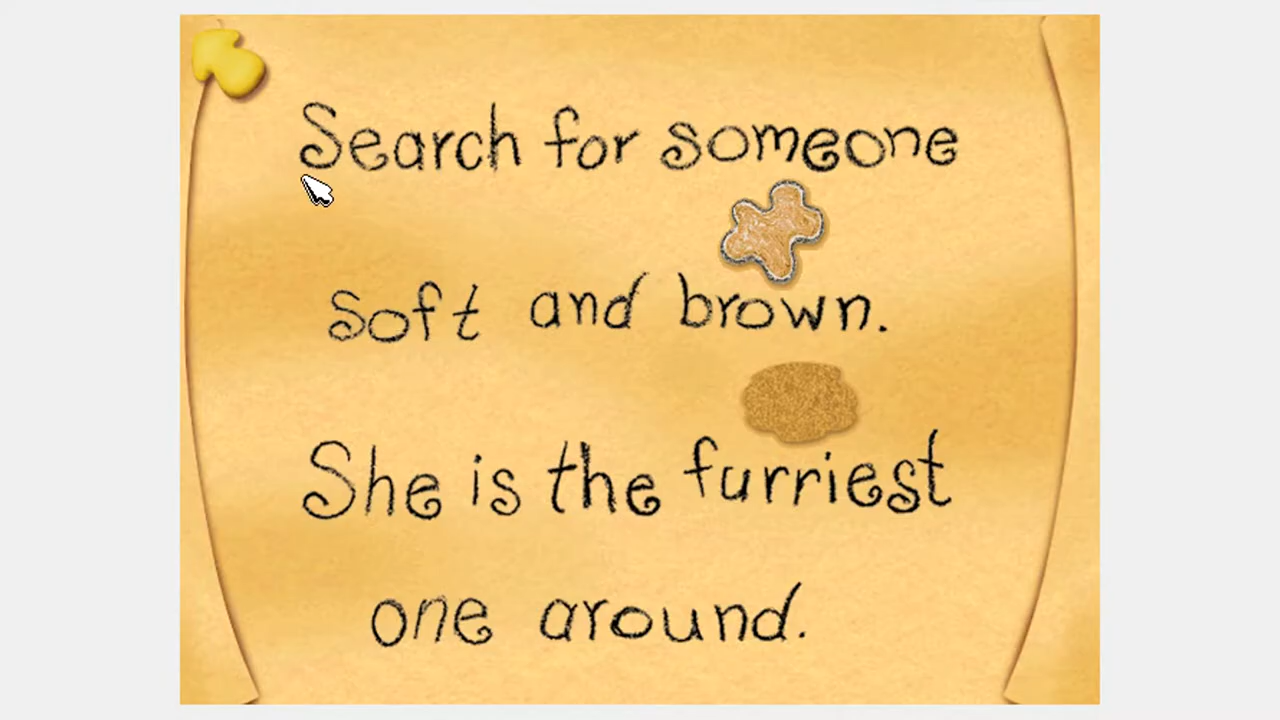 Search for someone
soft and brown.
She is the furriest
one around.